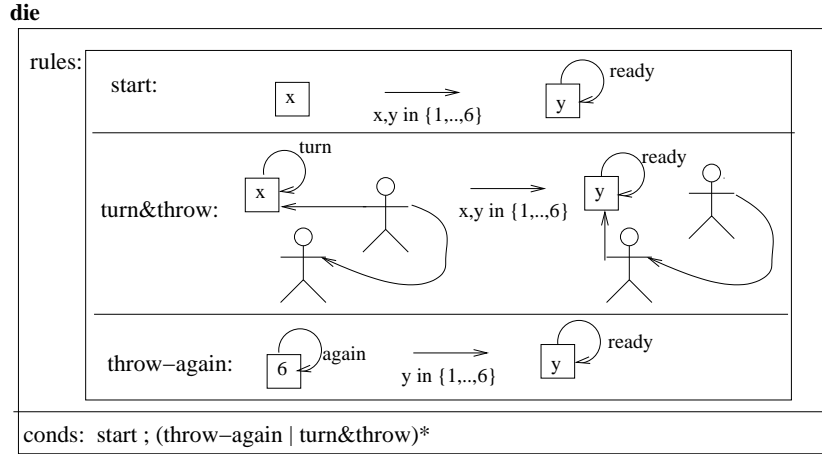 die
rules:
start:
x
x,y in {1,..,6}
y
ready
turn&throw:
x
turn
x,y in {1,..,6}
y
ready
throw−again:
6
again
y in {1,..,6}
y
ready
conds: start ; (throw−again | turn&throw)*